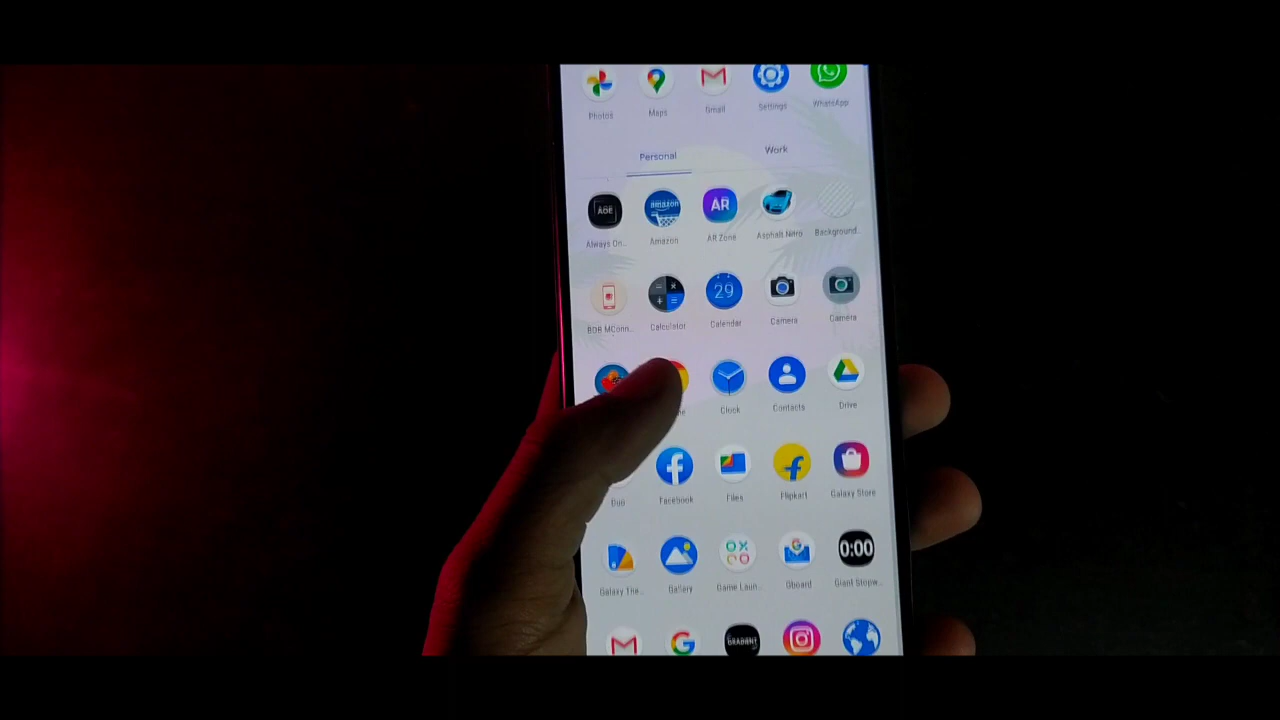 Photos Maps Gmail Settings WhatsApp
Personal Work
AOE amazon AR
Always On.. Amazon AR Zone Asphalt Nitro Background..
29
BOB MConn.. Calculator Calendar Camera Camera
Clock Contacts Drive
0:00
Duo Facebook Files Flipkart Galaxy Store
Galaxy The.. Gallery Game Laun.. Gboard Giant Stopw..
GRADIENT